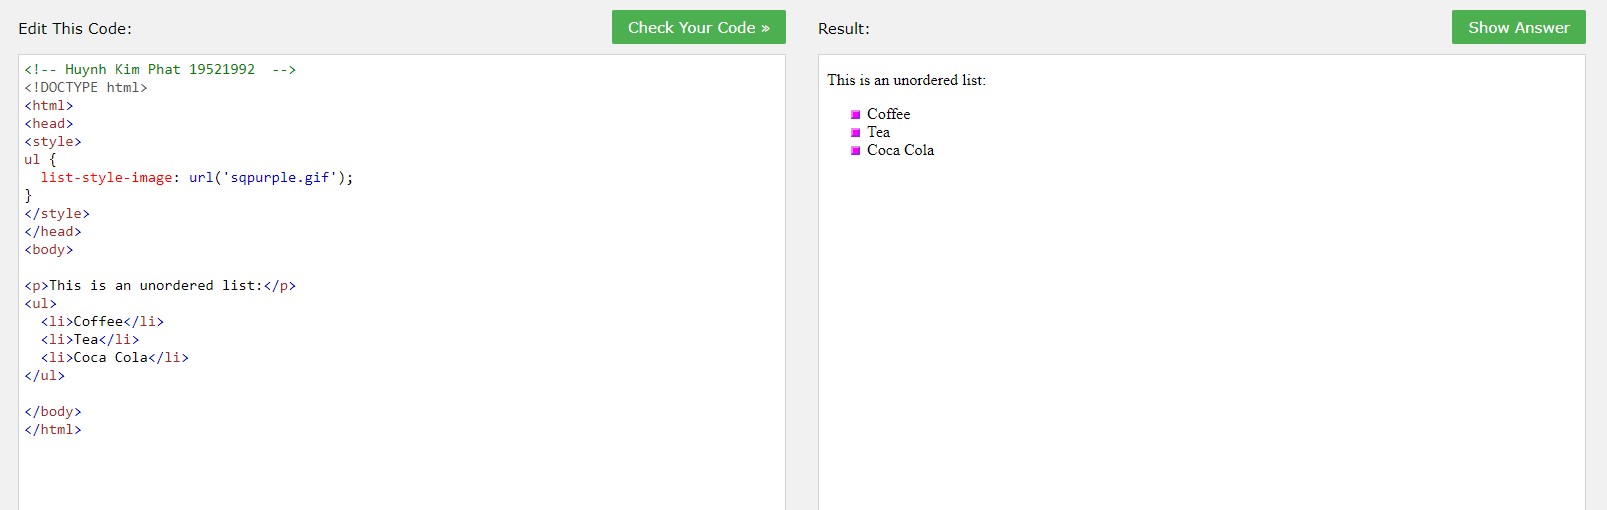 Edit This Code:
Check Your Code »
<!-- Huynh Kim Phat 19521992  -->
<!DOCTYPE html>
<html>
<head>
<style>
ul {
  list-style-image: url('sqpurple.gif');
}
</style>
</head>
<body>
<p>This is an unordered list:</p>
<ul>
  <li>Coffee</li>
  <li>Tea</li>
  <li>Coca Cola</li>
</ul>
</body>
</html>
Result:
Show Answer
This is an unordered list:
Coffee
Tea
Coca Cola